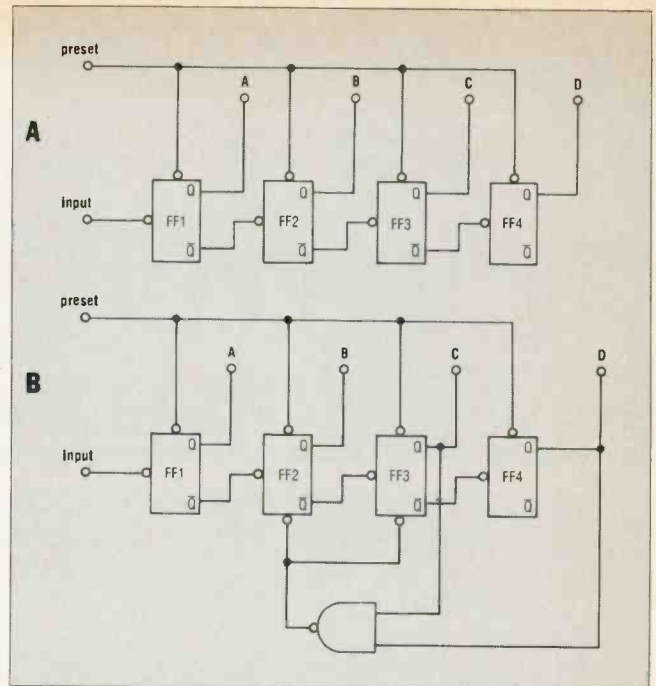 preset
A B C D
A
input
Q Q Q Q
FF1 FF2 FF3 FF4
Q̅ Q̅ Q̅ Q̅
preset
A B C D
B
input
Q Q Q Q
FF1 FF2 FF3 FF4
Q̅ Q̅ Q̅ Q̅